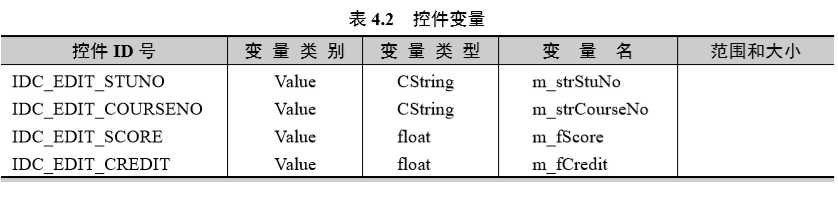 表 4.2 控件变量
控件 ID 号 变 量 类 别 变 量 类 型 变 量 名 范围和大小
IDC_EDIT_STUNO Value CString m_strStuNo
IDC_EDIT_COURSENO Value CString m_strCourseNo
IDC_EDIT_SCORE Value float m_fScore
IDC_EDIT_CREDIT Value float m_fCredit